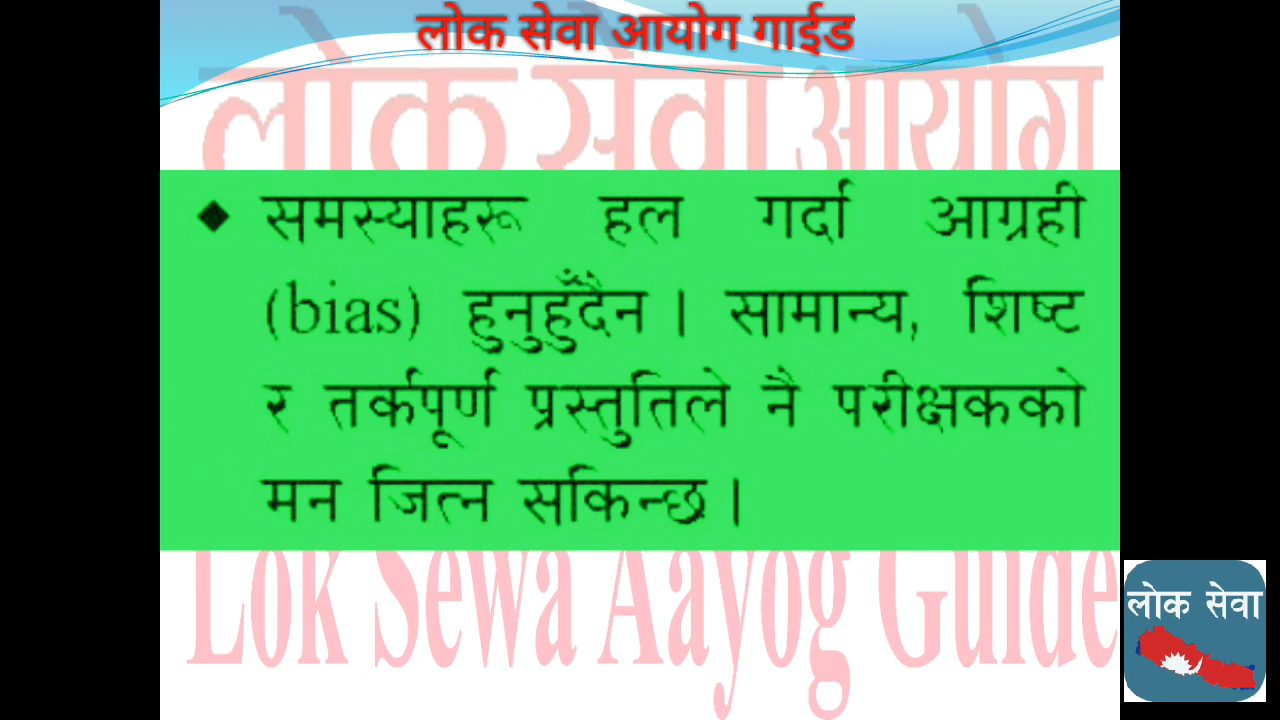 लोक सेवा आयोग गाईड
लोक सेवा आयोग
◆ समस्याहरू हल गर्दा आग्रही
(bias) हुनुहुँदैन । सामान्य, शिष्ट
र तर्कपूर्ण प्रस्तुतिले नै परीक्षकको
मन जित्न सकिन्छ ।
Lok Sewa Aayog Guide
लोक सेवा